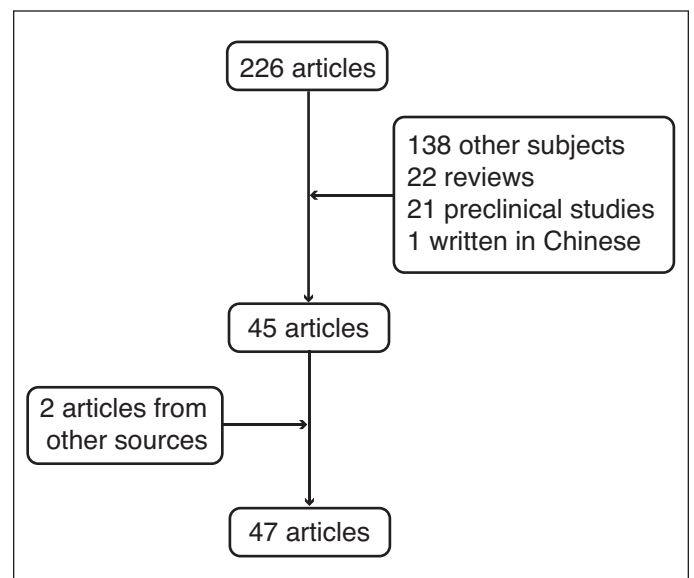 226 articles
138 other subjects
22 reviews
21 preclinical studies
1 written in Chinese
45 articles
2 articles from
other sources
47 articles